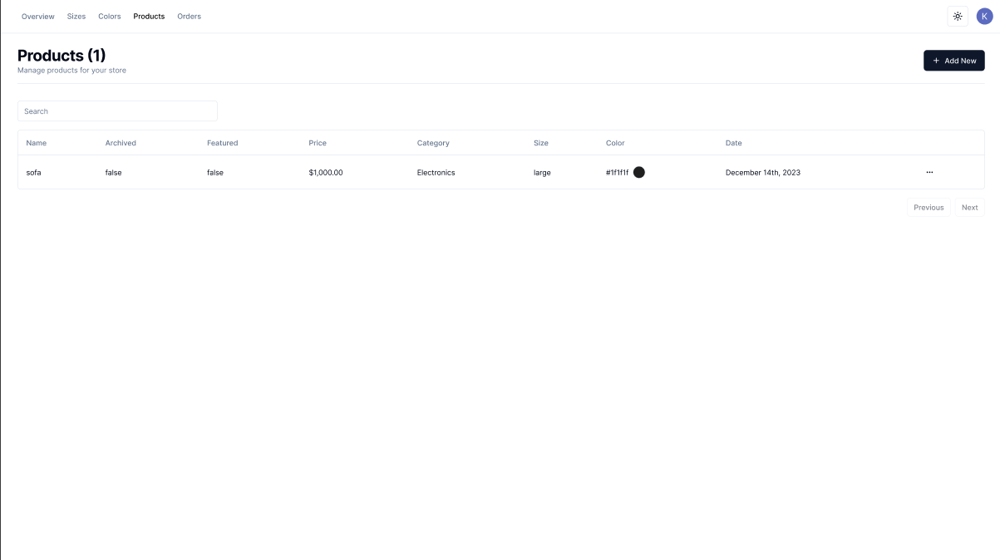 Overview Sizes Colors Products Orders K
Products (1)
Manage products for your store
+ Add New
Search
Name Archived Featured Price Category Size Color Date
sofa false false $1,000.00 Electronics large #1f1f1f December 14th, 2023 ...
Previous Next